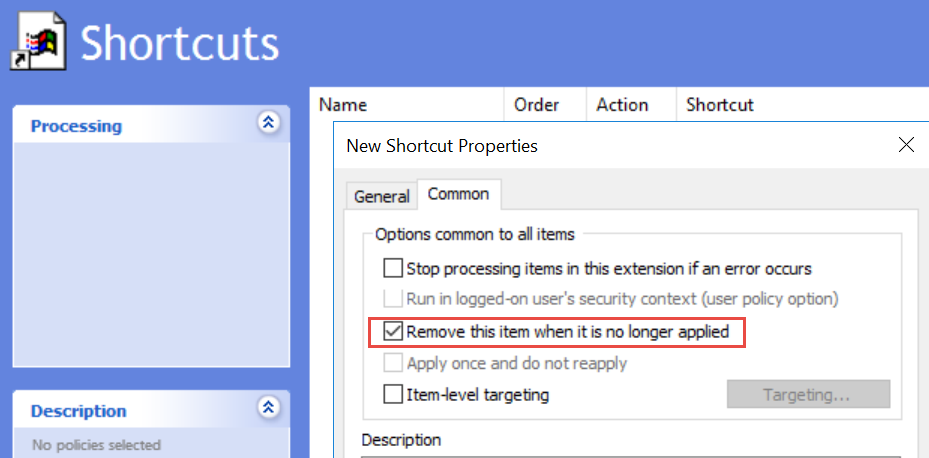 Shortcuts
Processing
Name Order Action Shortcut
New Shortcut Properties
General Common
Options common to all items
Stop processing items in this extension if an error occurs
Run in logged-on user's security context (user policy option)
Remove this item when it is no longer applied
Apply once and do not reapply
Item-level targeting Targeting...
Description
No policies selected
Description